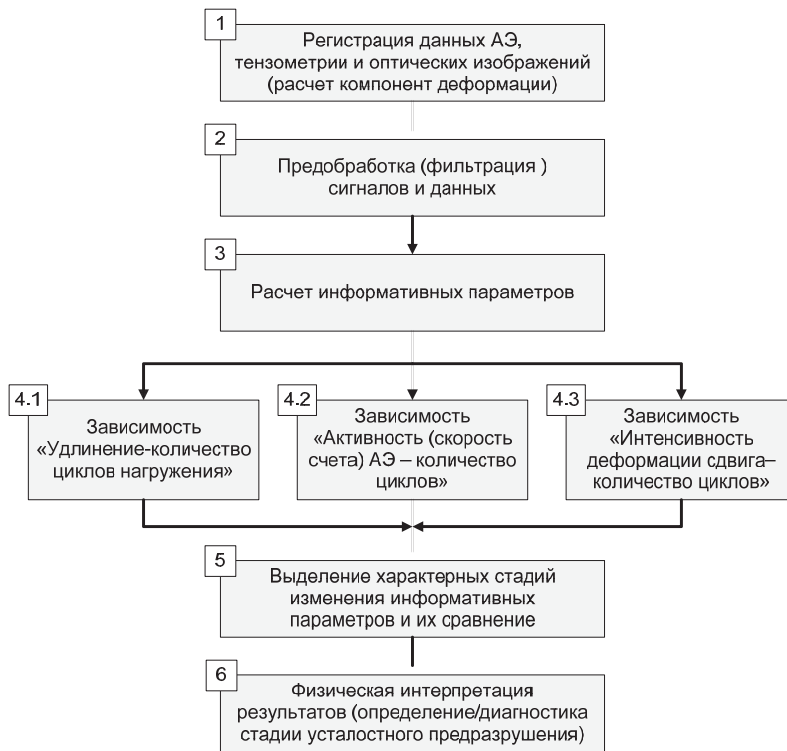 1
Регистрация данных АЭ,
тензометрии и оптических изображений
(расчет компонент деформации)
2
Предобработка (фильтрация )
сигналов и данных
3
Расчет информативных параметров
4.1
Зависимость
«Удлинение-количество
циклов нагружения»
4.2
Зависимость
«Активность (скорость
счета) АЭ – количество
циклов»
4.3
Зависимость
«Интенсивность
деформации сдвига–
количество циклов»
5
Выделение характерных стадий
изменения информативных
параметров и их сравнение
6
Физическая интерпретация
результатов (определение/диагностика
стадии усталостного предразрушения)